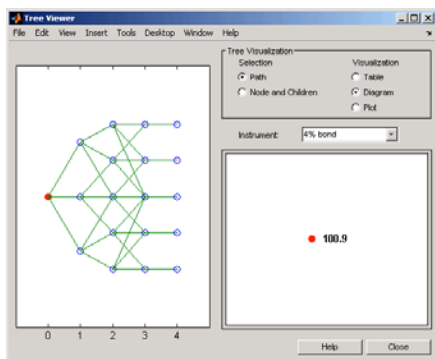 Tree Viewer
File Edit View Insert Tools Desktop Window Help
Tree Visualization
Selection
Visualization
Path
Table
Node and Children
Diagram
Plot
Instrument: 4% bond
100.9
0 1 2 3 4
Help Close